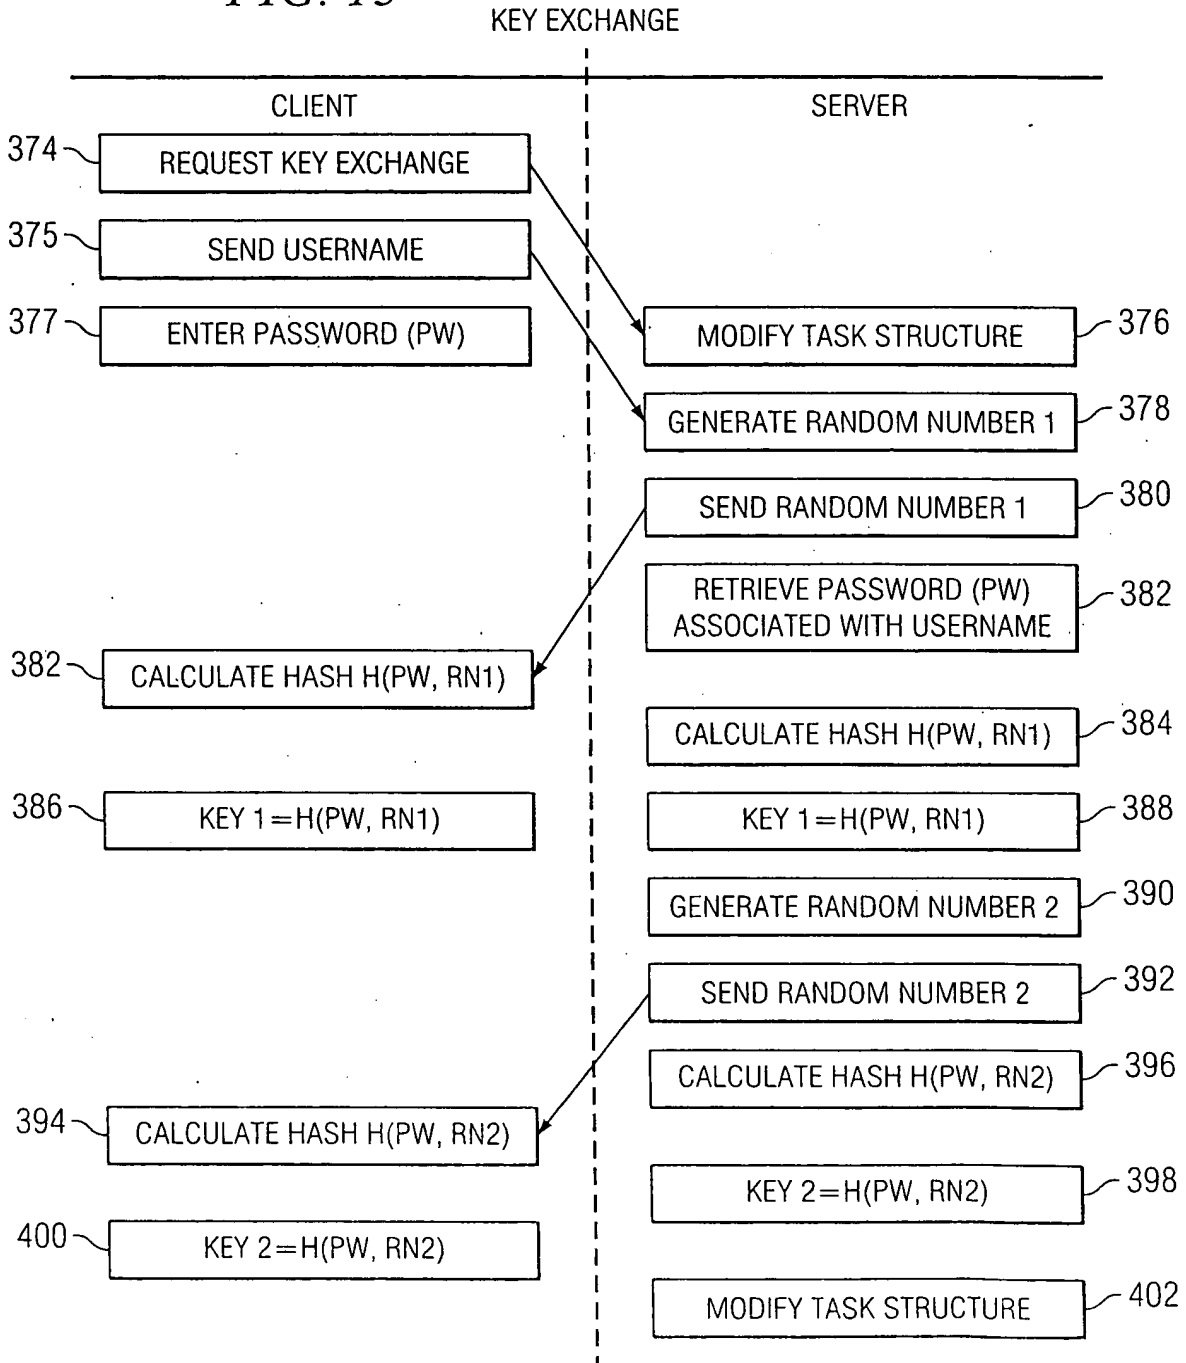 KEY EXCHANGE
CLIENT SERVER
374 REQUEST KEY EXCHANGE
375 SEND USERNAME
377 ENTER PASSWORD (PW)
MODIFY TASK STRUCTURE 376
GENERATE RANDOM NUMBER 1 378
SEND RANDOM NUMBER 1 380
RETRIEVE PASSWORD (PW)
ASSOCIATED WITH USERNAME 382
382 CALCULATE HASH H(PW, RN1)
CALCULATE HASH H(PW, RN1) 384
386 KEY 1=H(PW, RN1)
KEY 1=H(PW, RN1) 388
GENERATE RANDOM NUMBER 2 390
SEND RANDOM NUMBER 2 392
CALCULATE HASH H(PW, RN2) 396
394 CALCULATE HASH H(PW, RN2)
KEY 2=H(PW, RN2) 398
400 KEY 2=H(PW, RN2)
MODIFY TASK STRUCTURE 402